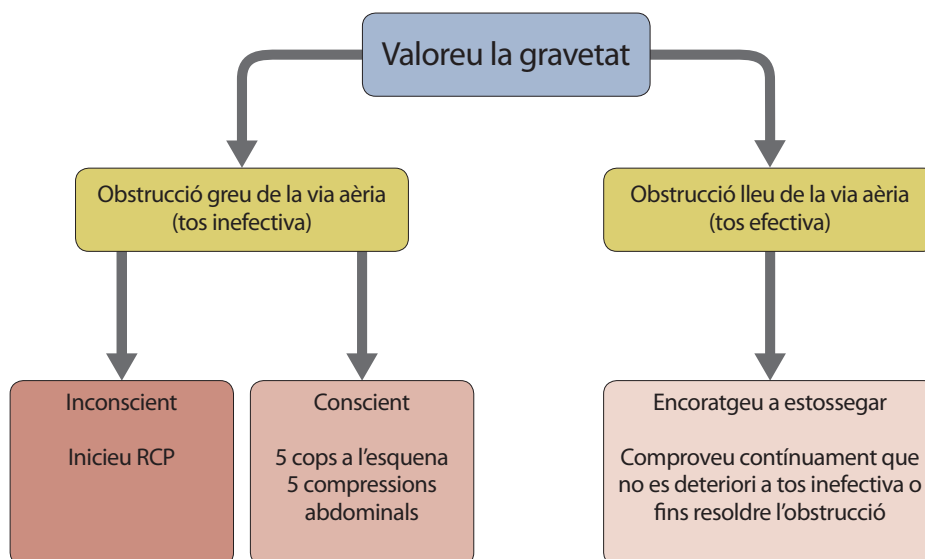 Valoreu la gravetat
Obstrucció greu de la via aèria
(tos inefectiva)
Obstrucció lleu de la via aèria
(tos efectiva)
Inconscient
Inicieu RCP
Conscient
5 cops a l’esquena
5 compressions
abdominals
Encoratgeu a estossegar
Comproveu contínuament que
no es deteriori a tos inefectiva o
fins resoldre l’obstrucció